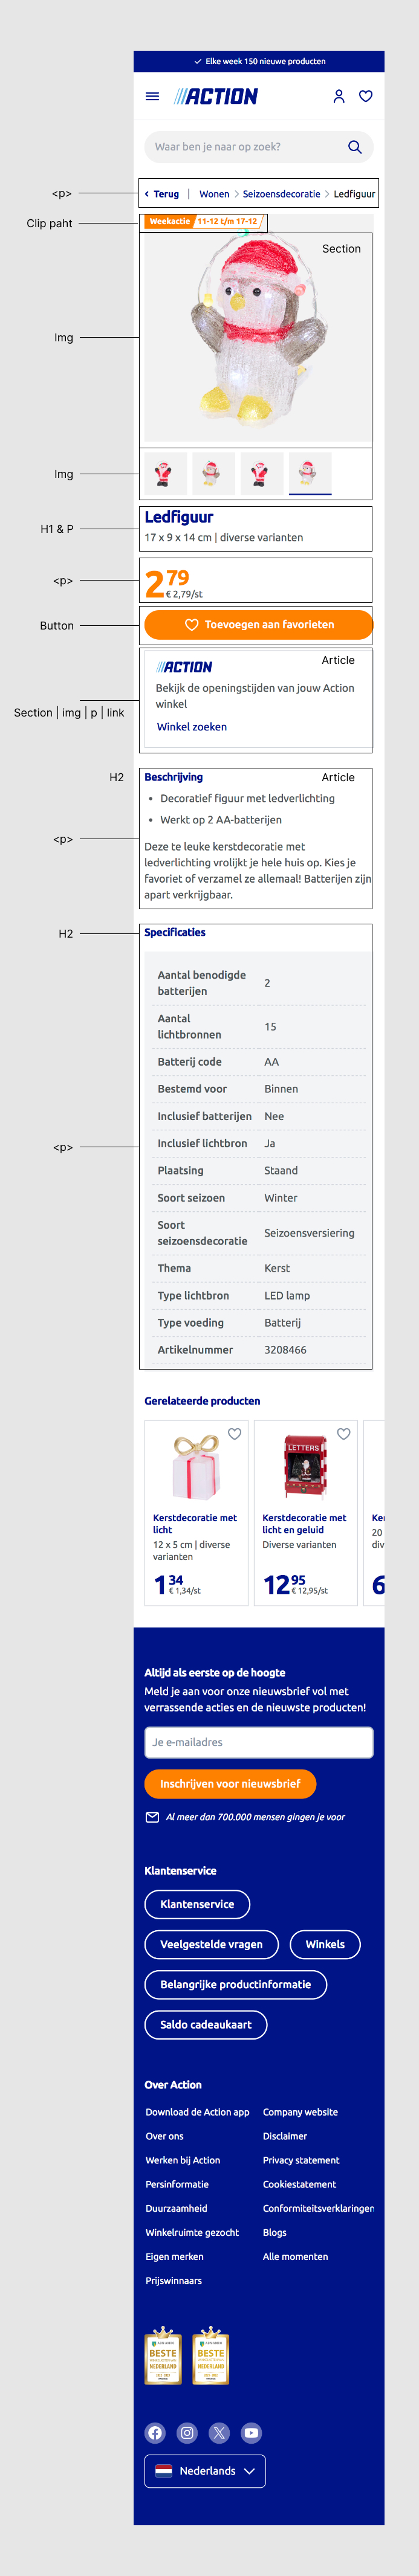 Elke week 150 nieuwe producten
ACTION
Waar ben je naar op zoek?
<p>
Terug | Wonen > Seizoensdecoratie > Ledfiguur
Clip paht
Weekactie 11-12 t/m 17-12
Section
Img
Img
H1 & P
Ledfiguur
17 x 9 x 14 cm | diverse varianten
<p>
2 79
€ 2,79/st
Button
Toevoegen aan favorieten
Article
ACTION
Bekijk de openingstijden van jouw Action
winkel
Section | img | p | link
Winkel zoeken
H2
Beschrijving
Article
• Decoratief figuur met ledverlichting
• Werkt op 2 AA-batterijen
<p>
Deze te leuke kerstdecoratie met
ledverlichting vrolijkt je hele huis op. Kies je
favoriet of verzamel ze allemaal! Batterijen zijn
apart verkrijgbaar.
H2
Specificaties
Aantal benodigde
batterijen
2
Aantal
lichtbronnen
15
Batterij code AA
Bestemd voor Binnen
Inclusief batterijen Nee
Inclusief lichtbron Ja
<p>
Plaatsing Staand
Soort seizoen Winter
Soort
seizoensdecoratie
Seizoensversiering
Thema Kerst
Type lichtbron LED lamp
Type voeding Batterij
Artikelnummer 3208466
Gerelateerde producten
LETTERS
Kerstdecoratie met
licht
12 x 5 cm | diverse
varianten
1 34
€ 1,34/st
Kerstdecoratie met
licht en geluid
Diverse varianten
12 95
€ 12,95/st
Ker
20
div
6
Altijd als eerste op de hoogte
Meld je aan voor onze nieuwsbrief vol met
verrassende acties en de nieuwste producten!
Je e-mailadres
Inschrijven voor nieuwsbrief
Al meer dan 700.000 mensen gingen je voor
Klantenservice
Klantenservice
Veelgestelde vragen
Winkels
Belangrijke productinformatie
Saldo cadeaukaart
Over Action
Download de Action app
Company website
Over ons
Disclaimer
Werken bij Action
Privacy statement
Persinformatie
Cookiestatement
Duurzaamheid
Conformiteitsverklaringen
Winkelruimte gezocht
Blogs
Eigen merken
Alle momenten
Prijswinnaars
BESTE
NEDERLAND
BESTE
NEDERLAND
Nederlands